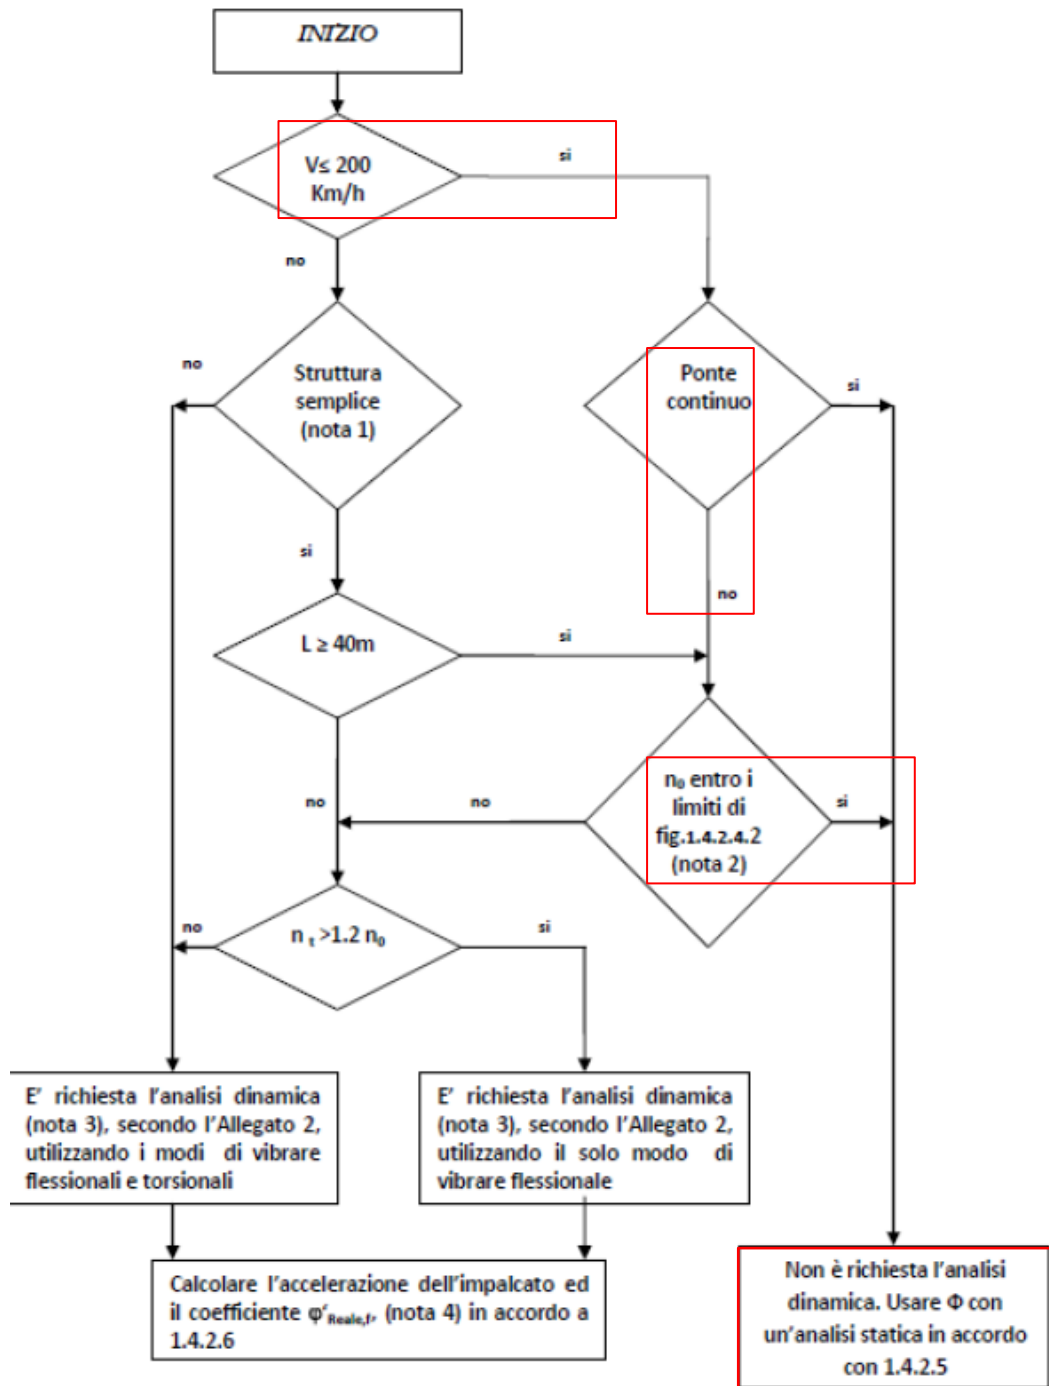 INIZIO
V≤ 200
Km/h
si
no
no
Struttura
semplice
(nota 1)
Ponte
continuo
si
si
no
L ≥ 40m
si
n₀ entro i
limiti di
fig.1.4.2.4.2
(nota 2)
si
no
no
no
n t >1.2 n₀
si
E’ richiesta l’analisi dinamica
(nota 3), secondo l’Allegato 2,
utilizzando i modi di vibrare
flessionali e torsionali
E’ richiesta l’analisi dinamica
(nota 3), secondo l’Allegato 2,
utilizzando il solo modo di
vibrare flessionale
Calcolare l’accelerazione dell’impalcato ed
il coefficiente φ’Reale,f, (nota 4) in accordo a
1.4.2.6
Non è richiesta l’analisi
dinamica. Usare Φ con
un’analisi statica in accordo
con 1.4.2.5